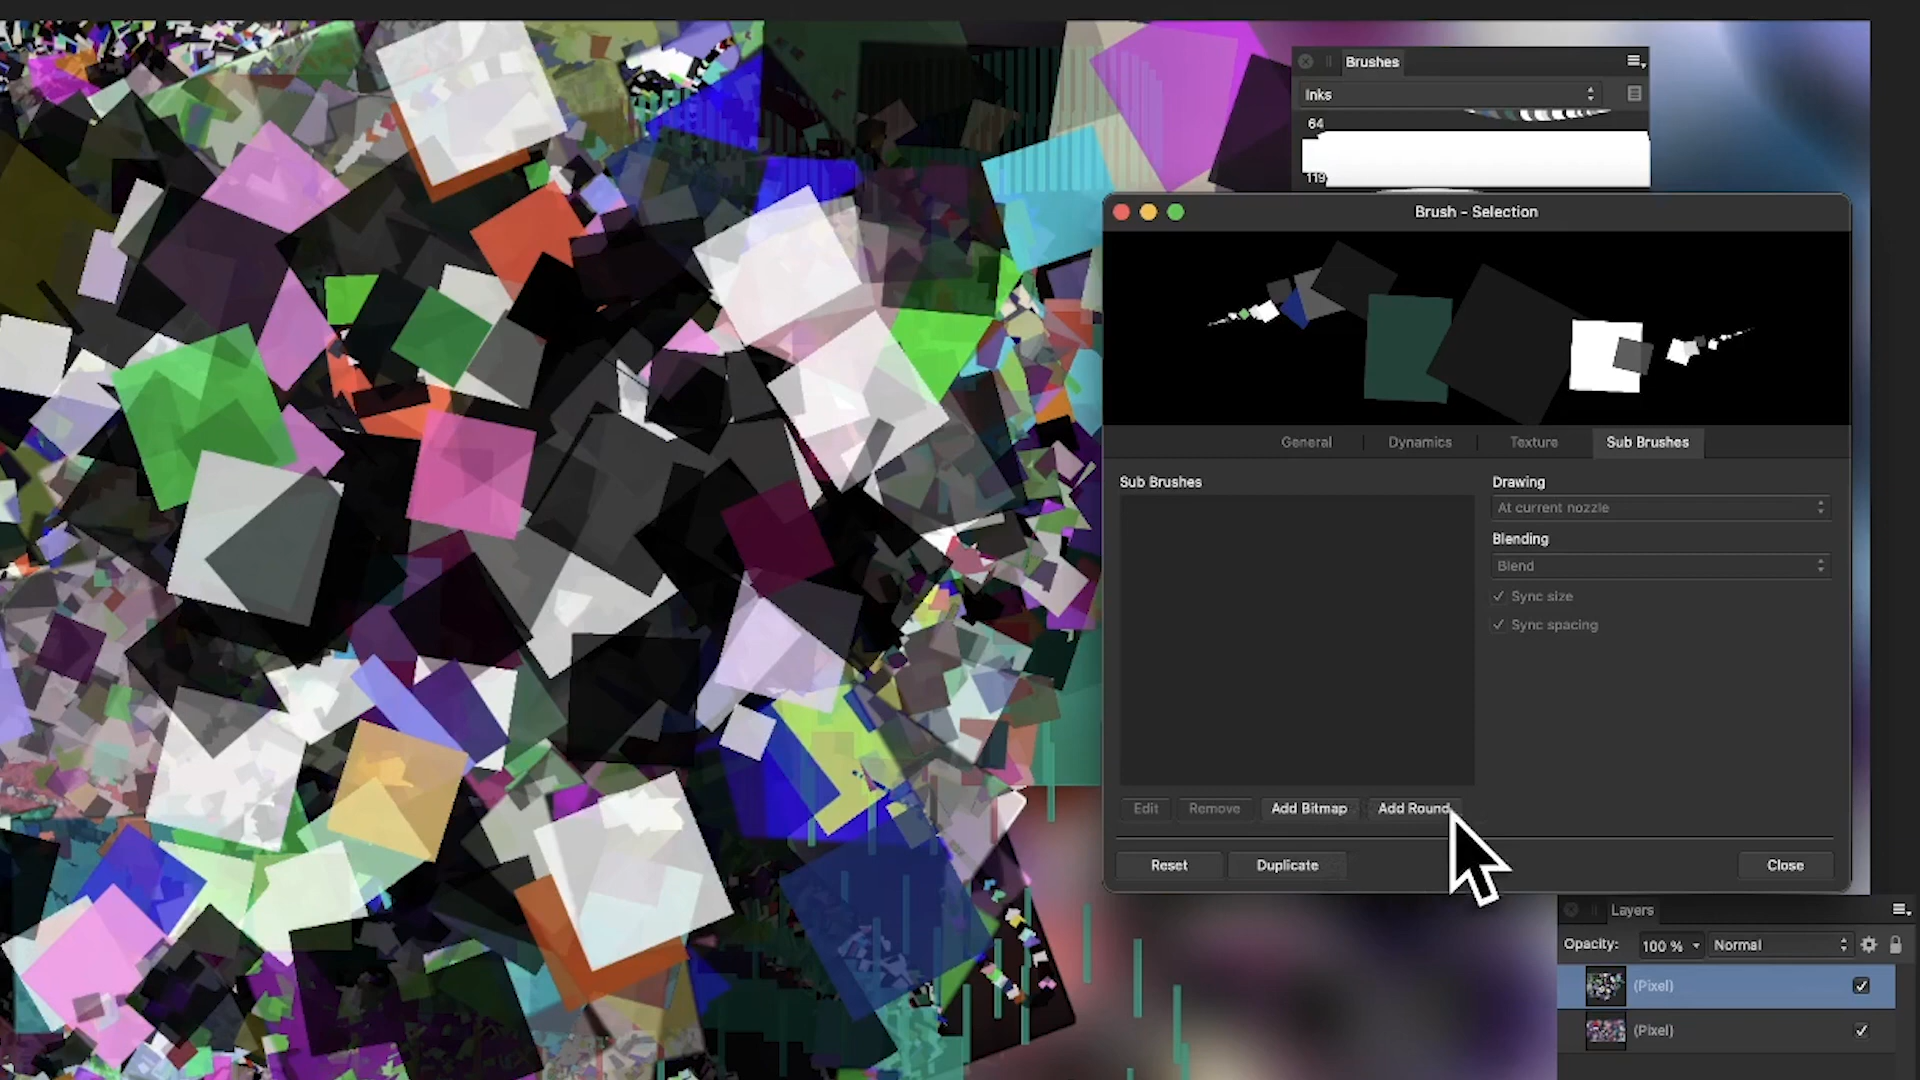 Brushes
Inks
64
119
Brush - Selection
General
Dynamics
Texture
Sub Brushes
Sub Brushes
Drawing
At current nozzle
Blending
Blend
Sync size
Sync spacing
Edit
Remove
Add Bitmap
Add Round
Reset
Duplicate
Close
Layers
Opacity:
100 %
Normal
(Pixel)
(Pixel)